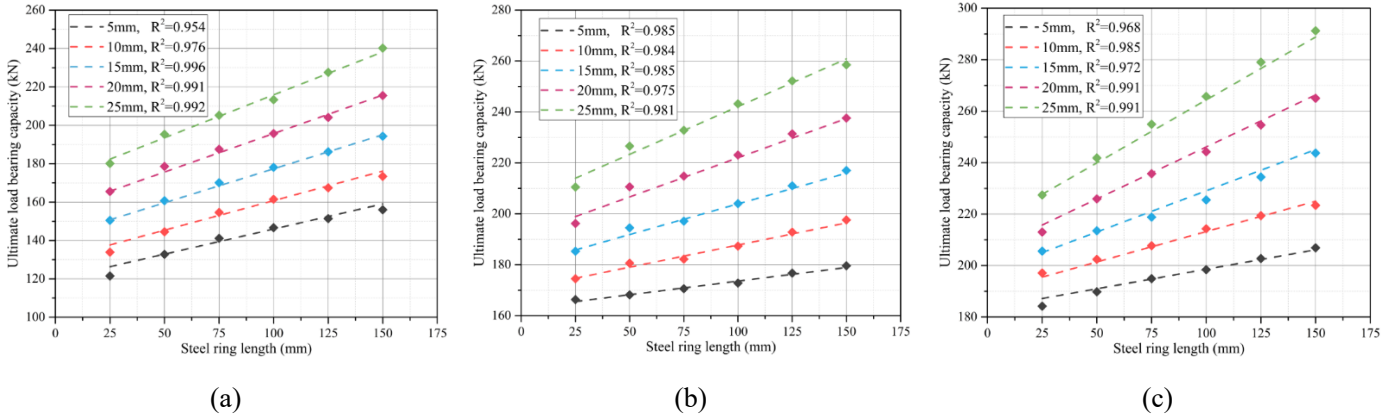 260
240
220
200
180
160
140
120
100
0
25
50
75
100
125
150
175
Ultimate load bearing capacity (kN)
Steel ring length (mm)
5mm, R²=0.954
10mm, R²=0.976
15mm, R²=0.996
20mm, R²=0.991
25mm, R²=0.992
(a)
280
260
240
220
200
180
160
0
25
50
75
100
125
150
175
Ultimate load bearing capacity (kN)
Steel ring length (mm)
5mm, R²=0.985
10mm, R²=0.984
15mm, R²=0.985
20mm, R²=0.975
25mm, R²=0.981
(b)
300
280
260
240
220
200
180
0
25
50
75
100
125
150
175
Ultimate load bearing capacity (kN)
Steel ring length (mm)
5mm, R²=0.968
10mm, R²=0.985
15mm, R²=0.972
20mm, R²=0.991
25mm, R²=0.991
(c)